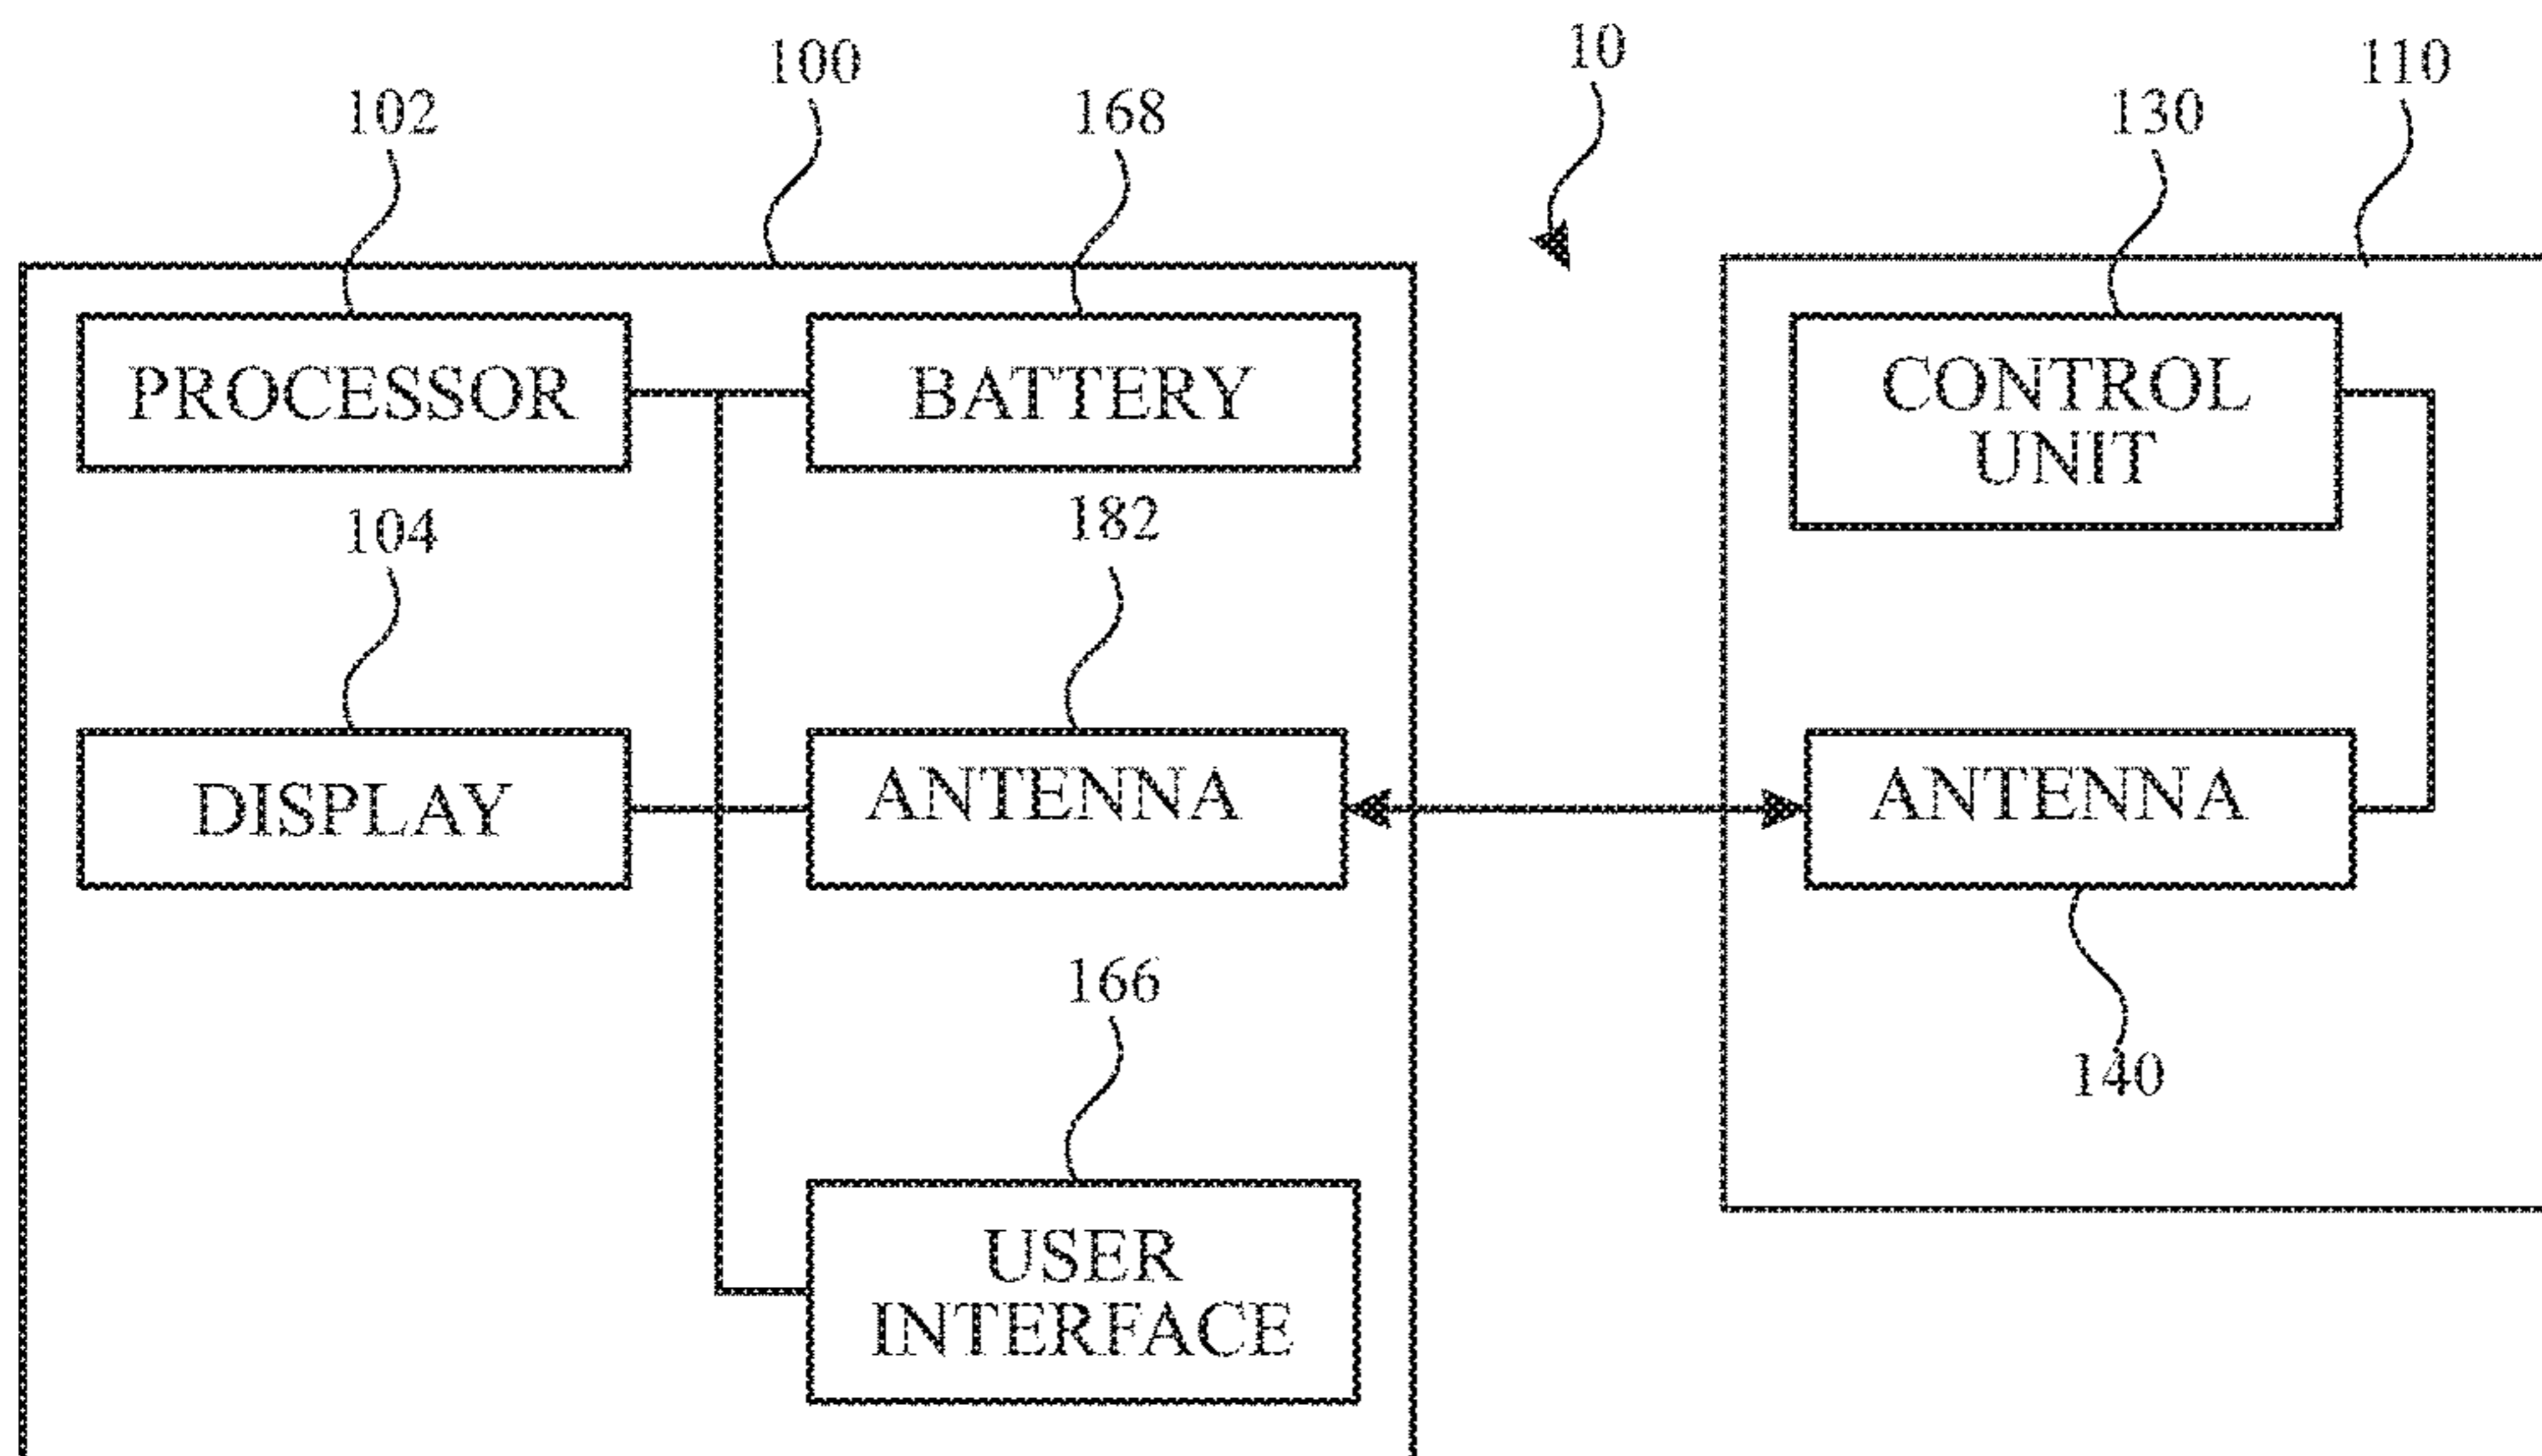 10
100
110
102
168
130
PROCESSOR
BATTERY
CONTROL
UNIT
104
182
DISPLAY
ANTENNA
ANTENNA
166
140
USER
INTERFACE